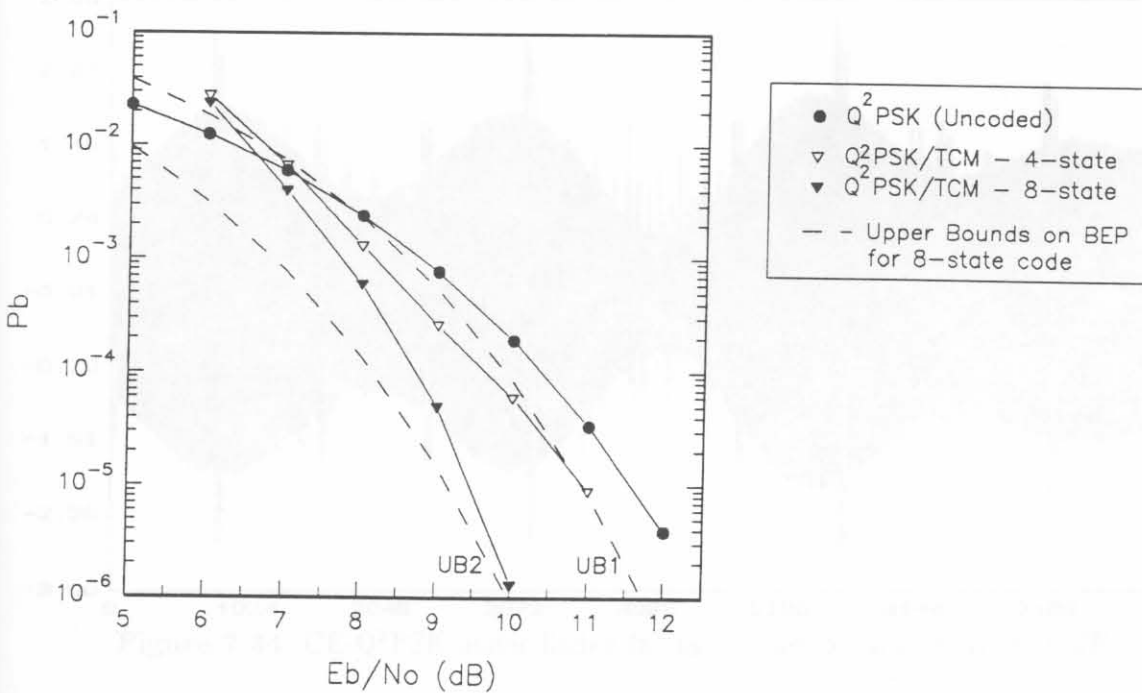 10⁻¹
10⁻²
10⁻³
10⁻⁴
10⁻⁵
10⁻⁶
Pb
5 6 7 8 9 10 11 12
Eb/No (dB)
UB2
UB1
Q²PSK (Uncoded)
Q²PSK/TCM – 4-state
Q²PSK/TCM – 8-state
Upper Bounds on BEP
for 8-state code